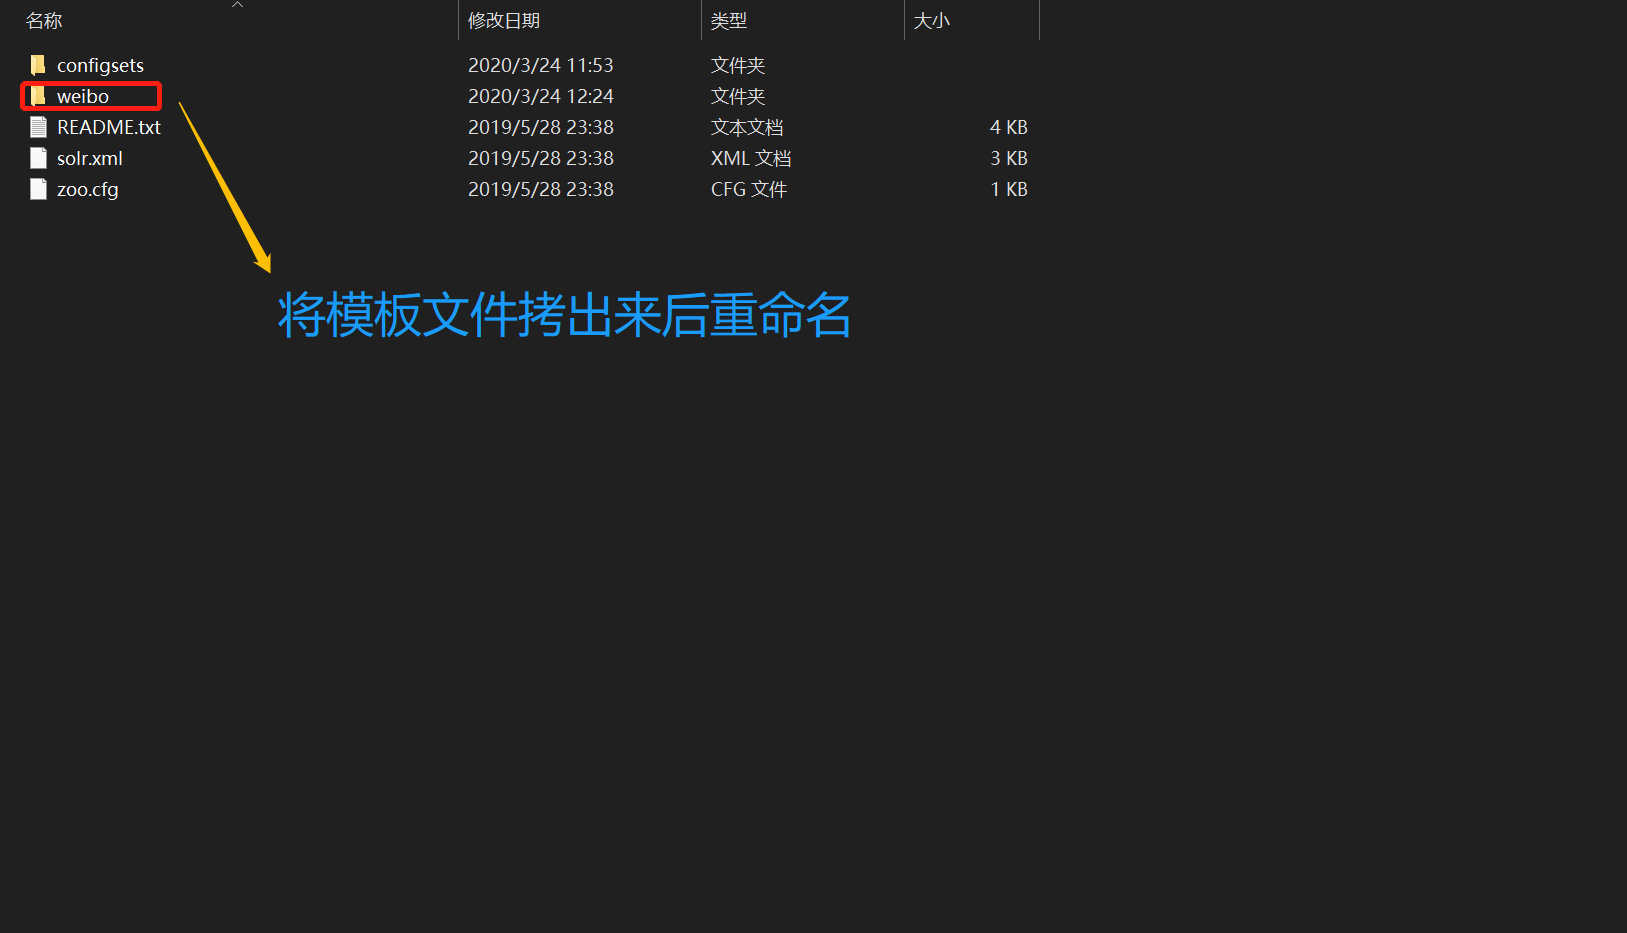 名称 修改日期 类型 大小
configsets 2020/3/24 11:53 文件夹
weibo 2020/3/24 12:24 文件夹
README.txt 2019/5/28 23:38 文本文档 4 KB
solr.xml 2019/5/28 23:38 XML 文档 3 KB
zoo.cfg 2019/5/28 23:38 CFG 文件 1 KB
将模板文件拷出来后重命名